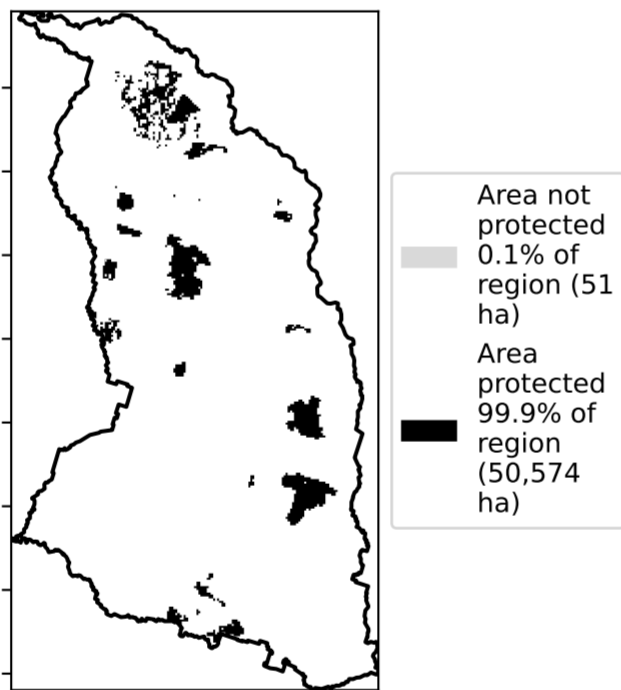 Area not
protected
0.1% of
region (51
ha)
Area
protected
99.9% of
region
(50,574
ha)